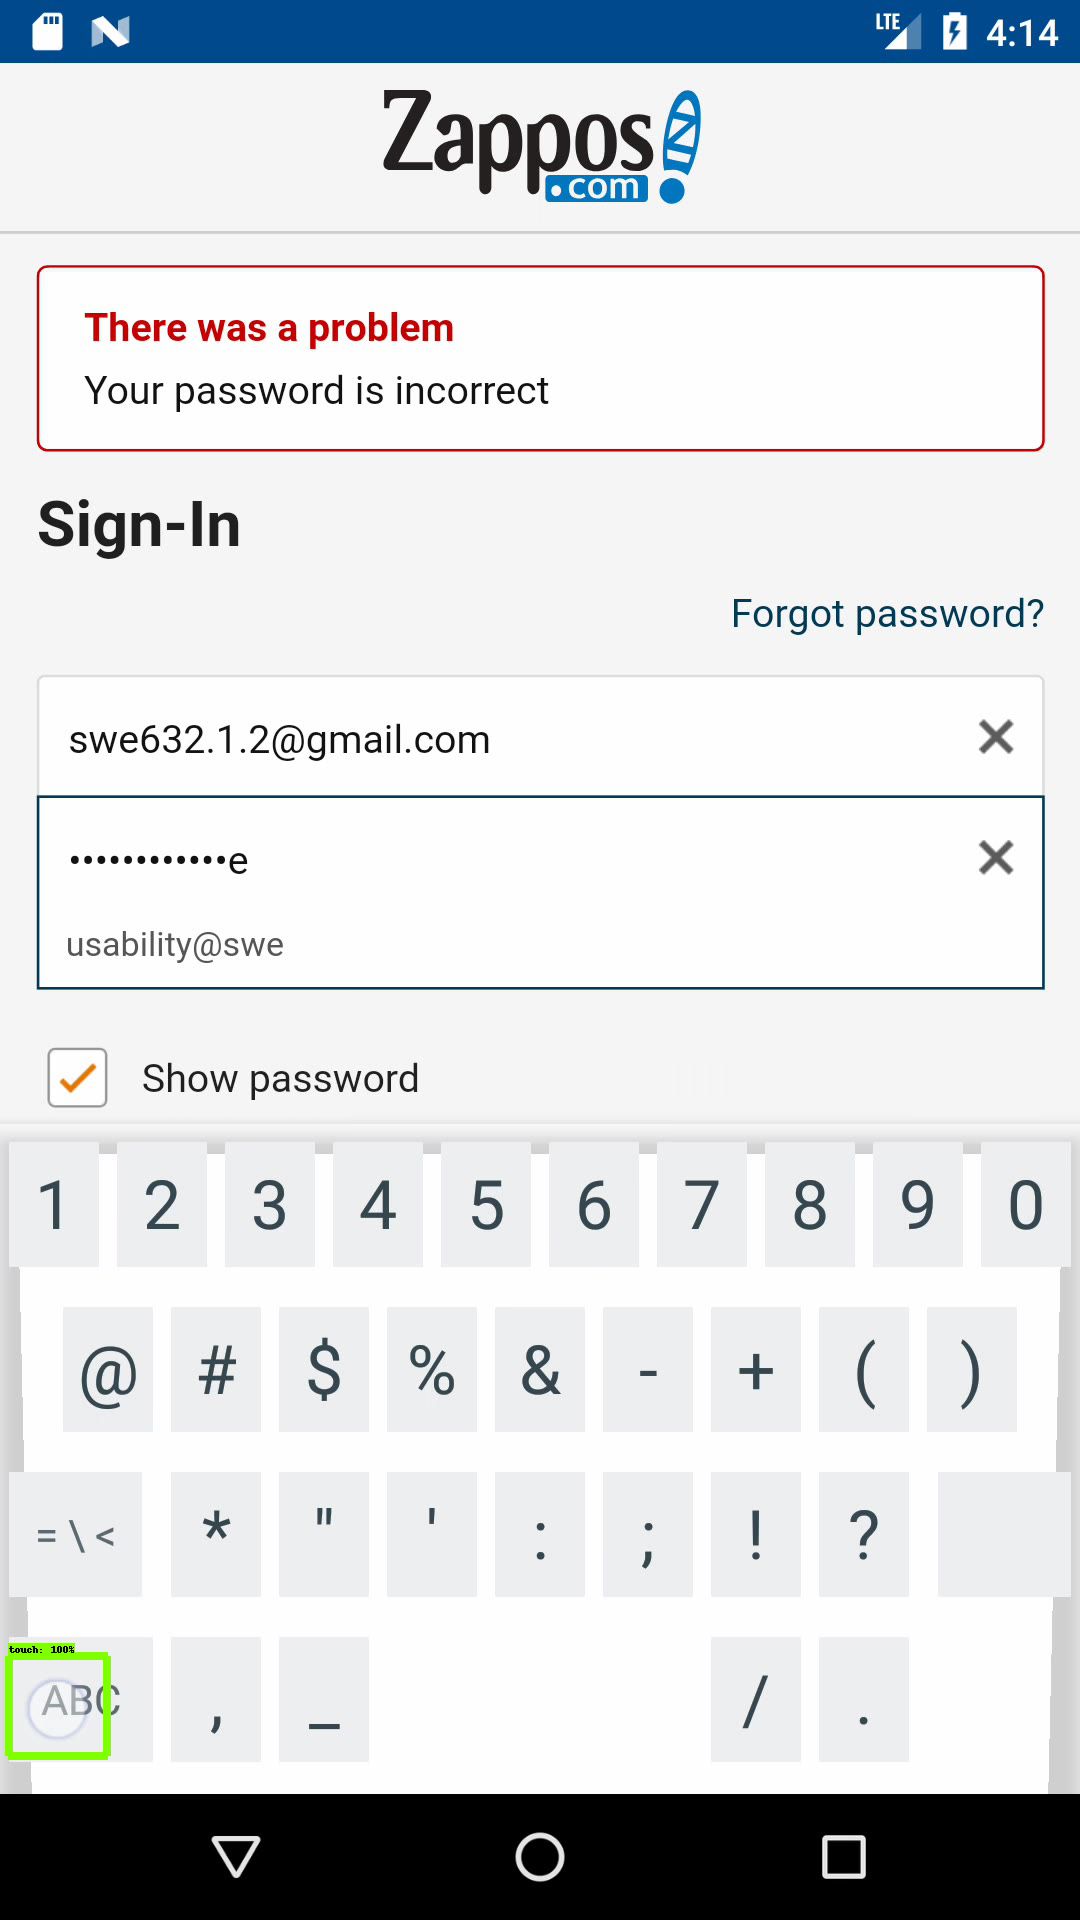 LTE 4:14
Zappos
.com
There was a problem
Your password is incorrect
Sign-In
Forgot password?
swe632.1.2@gmail.com
••••••••••••e
usability@swe
Show password
1 2 3 4 5 6 7 8 9 0
@ # $ % & - + ( )
= \ < * " ' : ; ! ?
touch: 100%
ABC , _ / .